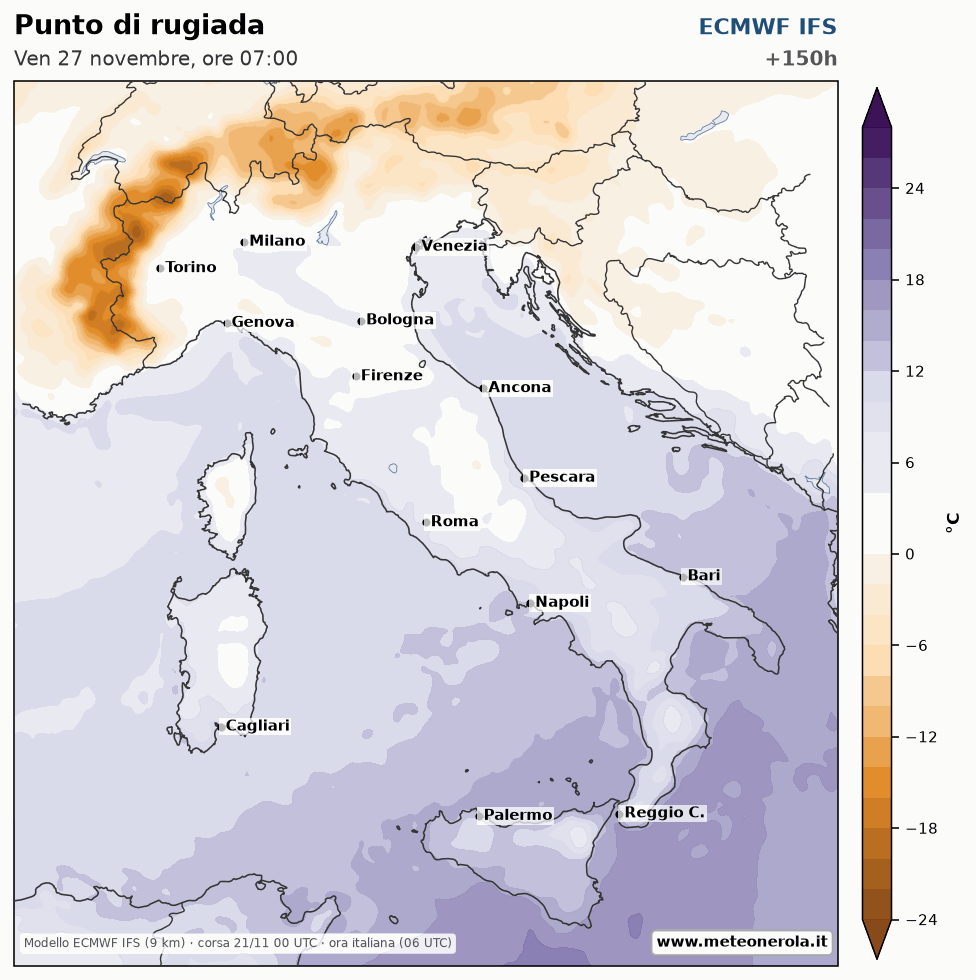 Punto di rugiada
ECMWF IFS
Ven 27 novembre, ore 07:00
+150h
Milano
Venezia
Torino
Genova
Bologna
Firenze
Ancona
Pescara
Roma
Bari
Napoli
Cagliari
Palermo
Reggio C.
24
18
12
6
0
−6
−12
−18
−24
°C
Modello ECMWF IFS (9 km) · corsa 21/11 00 UTC · ora italiana (06 UTC)
www.meteonerola.it